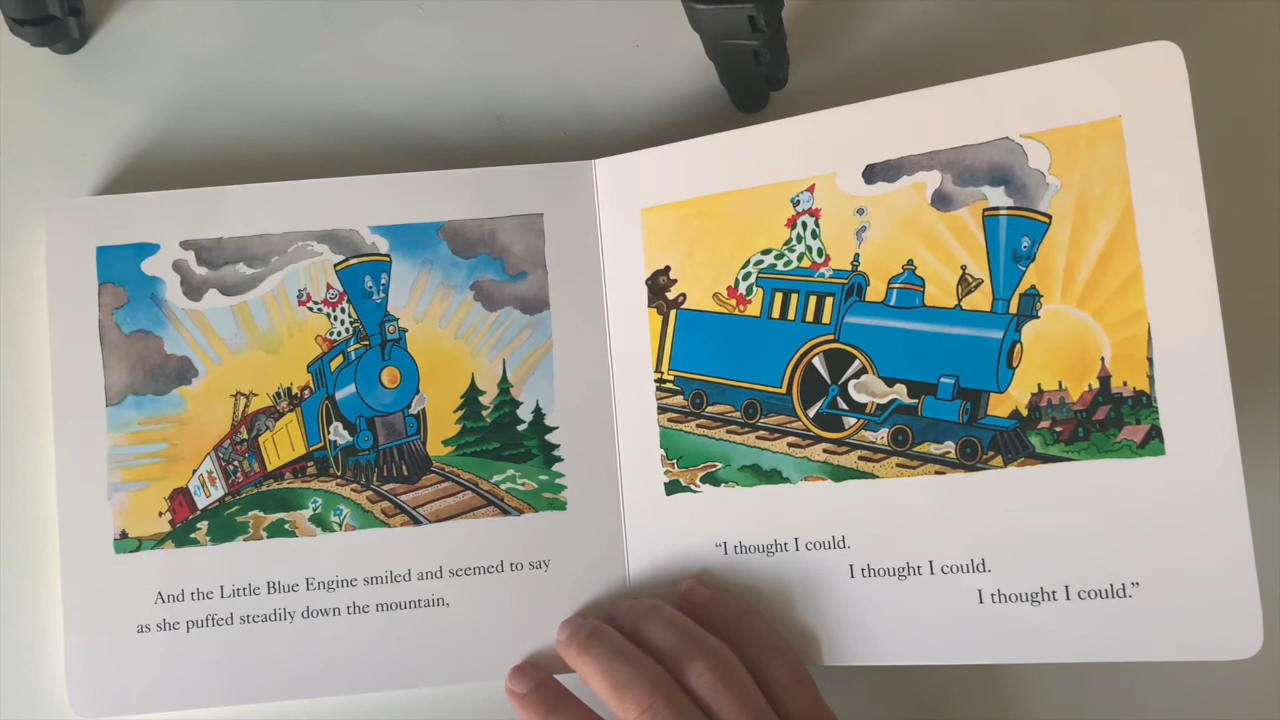 And the Little Blue Engine smiled and seemed to say
as she puffed steadily down the mountain,
“I thought I could.
I thought I could.
I thought I could.”